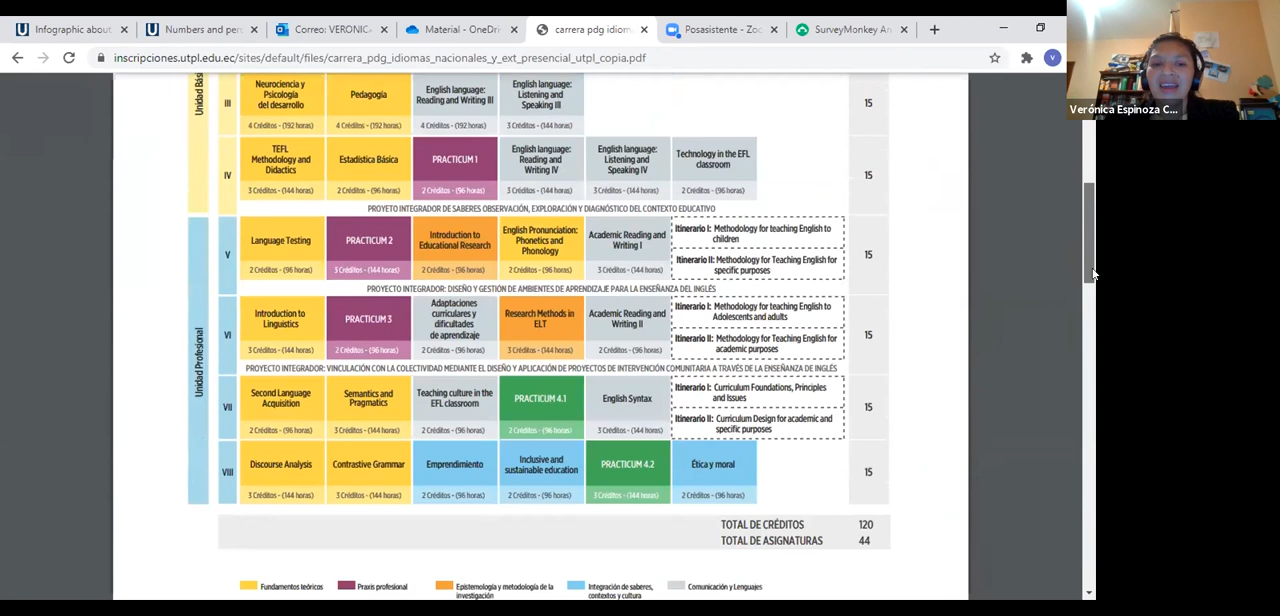 Infographic about
Numbers and per
Correo: VERONIC
Material - OneDri
carrera pdg idiom
Posasistente - Zoo
SurveyMonkey An
inscripciones.utpl.edu.ec/sites/default/files/carrera_pdg_idiomas_nacionales_y_ext_presencial_utpl_copia.pdf
V
Verónica Espinoza C...
Unidad Bási
III
Neurociencia y
Psicología
del desarrollo
4 Créditos - (192 horas)
Pedagogía
4 Créditos - (192 horas)
English language:
Reading and Writing III
4 Créditos - (192 horas)
English language:
Listening and
Speaking III
3 Créditos - (144 horas)
15
IV
TEFL
Methodology and
Didactics
3 Créditos - (144 horas)
Estadística Básica
2 Créditos - (96 horas)
PRACTICUM 1
2 Créditos - (96 horas)
English language:
Reading and
Writing IV
3 Créditos - (144 horas)
English language:
Listening and
Speaking IV
3 Créditos - (144 horas)
Technology in the EFL
classroom
2 Créditos - (96 horas)
15
PROYETO INTEGRADOR DE SABERES OBSERVACIÓN, EXPLORACIÓN Y DIAGNÓSTICO DEL CONTEXTO EDUCATIVO
Unidad Profesional
V
Language Testing
2 Créditos - (96 horas)
PRACTICUM 2
3 Créditos - (144 horas)
Introduction to
Educational Research
2 Créditos - (96 horas)
English Pronunciation:
Phonetics and
Phonology
2 Créditos - (96 horas)
Academic Reading and
Writing I
3 Créditos - (144 horas)
Itinerario I: Methodology for teaching English to
children
Itinerario II: Methodology for Teaching English for
specific purposes
15
PROYECTO INTEGRADOR: DISEÑO Y GESTIÓN DE AMBIENTES DE APRENDIZAJE PARA LA ENSEÑANZA DEL INGLÉS
VI
Introduction to
Linguistics
3 Créditos - (144 horas)
PRACTICUM 3
2 Créditos - (96 horas)
Adaptaciones
curriculares y
dificultades
de aprendizaje
2 Créditos - (96 horas)
Research Methods in
ELT
3 Créditos - (144 horas)
Academic Reading and
Writing II
2 Créditos - (96 horas)
Itinerario I: Methodology for teaching English to
Adolescents and adults
Itinerario II: Methodology for Teaching English for
academic purposes
15
PROYECTO INTEGRADOR: VINCULACIÓN CON LA COLECTIVIDAD MEDIANTE EL DISEÑO Y APLICACIÓN DE PROYECTOS DE INTERVENCIÓN COMUNITARIA A TRAVÉS DE LA ENSEÑANZA DE INGLÉS
VII
Second Language
Acquisition
2 Créditos - (96 horas)
Semantics and
Pragmatics
3 Créditos - (144 horas)
Teaching culture in the
EFL classroom
2 Créditos - (96 horas)
PRACTICUM 4.1
2 Créditos - (96 horas)
English Syntax
3 Créditos - (144 horas)
Itinerario I: Curriculum Foundations, Principles
and Issues
Itinerario II: Curriculum Design for academic and
specific purposes
15
VIII
Discourse Analysis
3 Créditos - (144 horas)
Contrastive Grammar
3 Créditos - (144 horas)
Emprendimiento
2 Créditos - (96 horas)
Inclusive and
sustainable education
2 Créditos - (96 horas)
PRACTICUM 4.2
3 Créditos - (144 horas)
Ética y moral
2 Créditos - (96 horas)
15
TOTAL DE CRÉDITOS 120
TOTAL DE ASIGNATURAS 44
Fundamentos teóricos
Praxis profesional
Epistemología y metodología de la
investigación
Integración de saberes,
contextos y cultura
Comunicación y Lenguajes